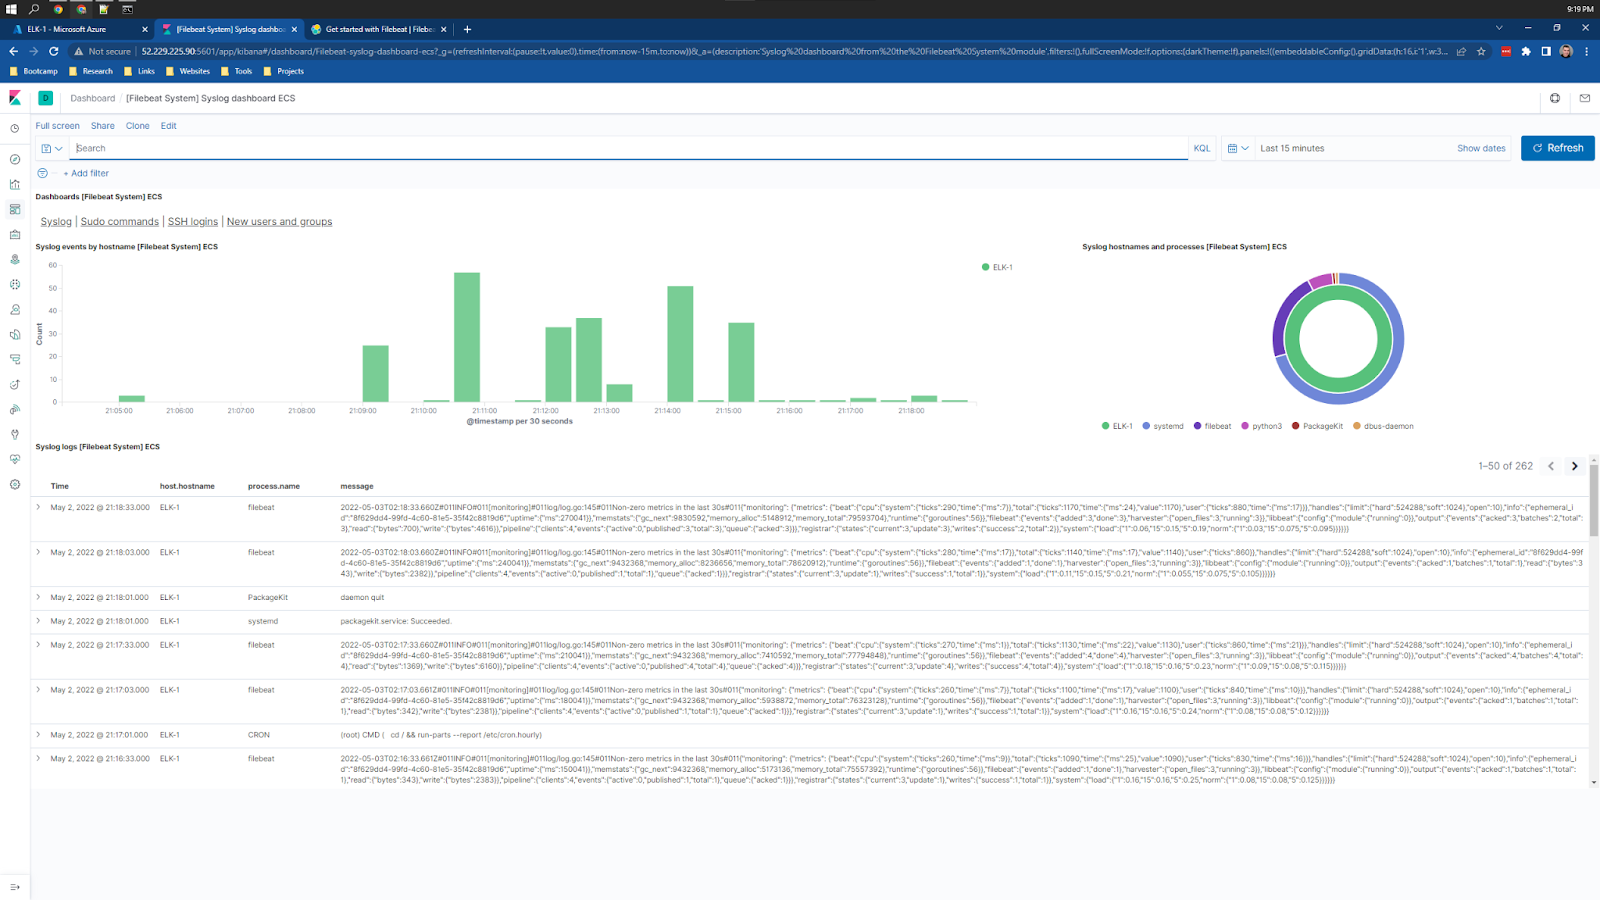 9:19 PM
ELK-1 - Microsoft Azure
[Filebeat System] Syslog dashbo
Get started with Filebeat | Fileb
Not secure | 52.229.225.90:5601/app/kibana#/dashboard/Filebeat-syslog-dashboard-ecs?_g=(refreshInterval:(pause:!t,value:0),time:(from:now-15m,to:now))&_a=(description:'Syslog%20dashboard%20from%20the%20Filebeat%20System%20module',filters:!(),fullScreenMode:!f,options:(darkTheme:!f),panels:!((embeddableConfig:(),gridData:(h:16,i:'1',w:3...
Bootcamp Research Links Websites Tools Projects
D Dashboard / [Filebeat System] Syslog dashboard ECS
Full screen Share Clone Edit
Search KQL Last 15 minutes Show dates Refresh
+ Add filter
Dashboards [Filebeat System] ECS
Syslog | Sudo commands | SSH logins | New users and groups
Syslog events by hostname [Filebeat System] ECS
60
50
40
30
20
10
0
Count
21:05:00 21:06:00 21:07:00 21:08:00 21:09:00 21:10:00 21:11:00 21:12:00 21:13:00 21:14:00 21:15:00 21:16:00 21:17:00 21:18:00
@timestamp per 30 seconds
ELK-1
Syslog hostnames and processes [Filebeat System] ECS
ELK-1 systemd filebeat python3 PackageKit dbus-daemon
Syslog logs [Filebeat System] ECS
1–50 of 262
Time host.hostname process.name message
May 2, 2022 @ 21:18:33.000 ELK-1 filebeat 2022-05-03T02:18:33.660Z#011INFO#011[monitoring]#011log/log.go:145#011Non-zero metrics in the last 30s#011{"monitoring": {"metrics": {"beat":{"cpu":{"system":{"ticks":290,"time":{"ms":7}},"total":{"ticks":1170,"time":{"ms":24},"value":1170},"user":{"ticks":880,"time":{"ms":17}}},"handles":{"limit":{"hard":524288,"soft":1024},"open":10},"info":{"ephemeral_i
d":"8f629dd4-99fd-4c60-81e5-35f42c8819d6","uptime":{"ms":270041}},"memstats":{"gc_next":9830592,"memory_alloc":5148912,"memory_total":79593704},"runtime":{"goroutines":56}},"filebeat":{"events":{"added":3,"done":3},"harvester":{"open_files":3,"running":3}},"libbeat":{"config":{"module":{"running":0}},"output":{"events":{"acked":3,"batches":2,"total":
3},"read":{"bytes":700},"write":{"bytes":4616}},"pipeline":{"clients":4,"events":{"active":0,"published":3,"total":3},"queue":{"acked":3}}},"registrar":{"states":{"current":3,"update":3},"writes":{"success":2,"total":2}},"system":{"load":{"1":0.06,"15":0.15,"5":0.19,"norm":{"1":0.03,"15":0.075,"5":0.095}}}}}}
May 2, 2022 @ 21:18:03.000 ELK-1 filebeat 2022-05-03T02:18:03.660Z#011INFO#011[monitoring]#011log/log.go:145#011Non-zero metrics in the last 30s#011{"monitoring": {"metrics": {"beat":{"cpu":{"system":{"ticks":280,"time":{"ms":17}},"total":{"ticks":1140,"time":{"ms":17},"value":1140},"user":{"ticks":860}},"handles":{"limit":{"hard":524288,"soft":1024},"open":10},"info":{"ephemeral_id":"8f629dd4-99fd
-4c60-81e5-35f42c8819d6","uptime":{"ms":240041}},"memstats":{"gc_next":9432368,"memory_alloc":8236656,"memory_total":78620912},"runtime":{"goroutines":56}},"filebeat":{"events":{"added":1,"done":1},"harvester":{"open_files":3,"running":3}},"libbeat":{"config":{"module":{"running":0}},"output":{"events":{"acked":1,"batches":1,"total":1},"read":{"bytes":3
43},"write":{"bytes":2382}},"pipeline":{"clients":4,"events":{"active":0,"published":1,"total":1},"queue":{"acked":1}}},"registrar":{"states":{"current":3,"update":1},"writes":{"success":1,"total":1}},"system":{"load":{"1":0.11,"15":0.15,"5":0.21,"norm":{"1":0.055,"15":0.075,"5":0.105}}}}}}
May 2, 2022 @ 21:18:01.000 ELK-1 PackageKit daemon quit
May 2, 2022 @ 21:18:01.000 ELK-1 systemd packagekit.service: Succeeded.
May 2, 2022 @ 21:17:33.000 ELK-1 filebeat 2022-05-03T02:17:33.660Z#011INFO#011[monitoring]#011log/log.go:145#011Non-zero metrics in the last 30s#011{"monitoring": {"metrics": {"beat":{"cpu":{"system":{"ticks":270,"time":{"ms":1}},"total":{"ticks":1130,"time":{"ms":22},"value":1130},"user":{"ticks":860,"time":{"ms":21}}},"handles":{"limit":{"hard":524288,"soft":1024},"open":10},"info":{"ephemeral_i
d":"8f629dd4-99fd-4c60-81e5-35f42c8819d6","uptime":{"ms":210041}},"memstats":{"gc_next":9432368,"memory_alloc":7410592,"memory_total":77794848},"runtime":{"goroutines":56}},"filebeat":{"events":{"added":4,"done":4},"harvester":{"open_files":3,"running":3}},"libbeat":{"config":{"module":{"running":0}},"output":{"events":{"acked":4,"batches":4,"total":
4},"read":{"bytes":1369},"write":{"bytes":6160}},"pipeline":{"clients":4,"events":{"active":0,"published":4,"total":4},"queue":{"acked":4}}},"registrar":{"states":{"current":3,"update":4},"writes":{"success":4,"total":4}},"system":{"load":{"1":0.18,"15":0.16,"5":0.23,"norm":{"1":0.09,"15":0.08,"5":0.115}}}}}}
May 2, 2022 @ 21:17:03.000 ELK-1 filebeat 2022-05-03T02:17:03.661Z#011INFO#011[monitoring]#011log/log.go:145#011Non-zero metrics in the last 30s#011{"monitoring": {"metrics": {"beat":{"cpu":{"system":{"ticks":260,"time":{"ms":7}},"total":{"ticks":1100,"time":{"ms":17},"value":1100},"user":{"ticks":840,"time":{"ms":10}}},"handles":{"limit":{"hard":524288,"soft":1024},"open":10},"info":{"ephemeral_i
d":"8f629dd4-99fd-4c60-81e5-35f42c8819d6","uptime":{"ms":180041}},"memstats":{"gc_next":9432368,"memory_alloc":5938872,"memory_total":76323128},"runtime":{"goroutines":56}},"filebeat":{"events":{"added":1,"done":1},"harvester":{"open_files":3,"running":3}},"libbeat":{"config":{"module":{"running":0}},"output":{"events":{"acked":1,"batches":1,"total":
1},"read":{"bytes":342},"write":{"bytes":2381}},"pipeline":{"clients":4,"events":{"active":0,"published":1,"total":1},"queue":{"acked":1}}},"registrar":{"states":{"current":3,"update":1},"writes":{"success":1,"total":1}},"system":{"load":{"1":0.16,"15":0.16,"5":0.24,"norm":{"1":0.08,"15":0.08,"5":0.12}}}}}}
May 2, 2022 @ 21:17:01.000 ELK-1 CRON (root) CMD ( cd / && run-parts --report /etc/cron.hourly)
May 2, 2022 @ 21:16:33.000 ELK-1 filebeat 2022-05-03T02:16:33.661Z#011INFO#011[monitoring]#011log/log.go:145#011Non-zero metrics in the last 30s#011{"monitoring": {"metrics": {"beat":{"cpu":{"system":{"ticks":260,"time":{"ms":9}},"total":{"ticks":1090,"time":{"ms":25},"value":1090},"user":{"ticks":830,"time":{"ms":16}}},"handles":{"limit":{"hard":524288,"soft":1024},"open":10},"info":{"ephemeral_i
d":"8f629dd4-99fd-4c60-81e5-35f42c8819d6","uptime":{"ms":150041}},"memstats":{"gc_next":9432368,"memory_alloc":5173136,"memory_total":75557392},"runtime":{"goroutines":56}},"filebeat":{"events":{"added":1,"done":1},"harvester":{"open_files":3,"running":3}},"libbeat":{"config":{"module":{"running":0}},"output":{"events":{"acked":1,"batches":1,"total":
1},"read":{"bytes":343},"write":{"bytes":2383}},"pipeline":{"clients":4,"events":{"active":0,"published":1,"total":1},"queue":{"acked":1}}},"registrar":{"states":{"current":3,"update":1},"writes":{"success":1,"total":1}},"system":{"load":{"1":0.16,"15":0.16,"5":0.25,"norm":{"1":0.08,"15":0.08,"5":0.125}}}}}}